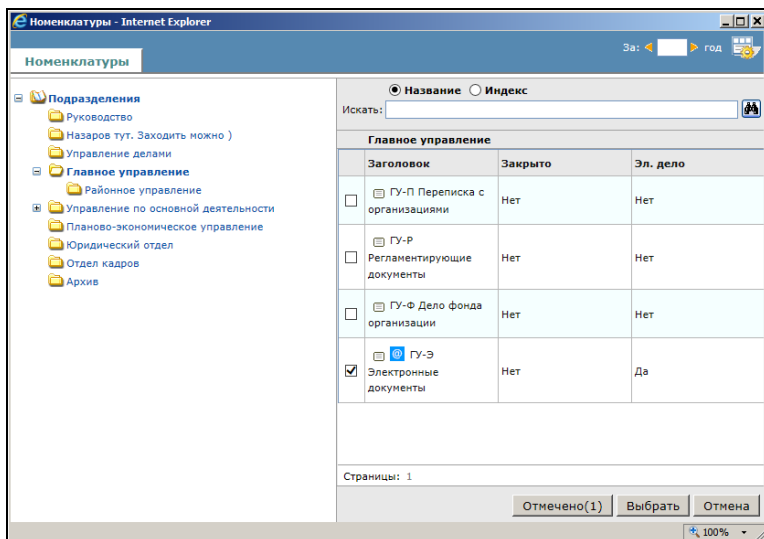 Номенклатуры - Internet Explorer
За: год
Номенклатуры
Подразделения
Руководство
Назаров тут. Заходить можно )
Управление делами
Главное управление
Районное управление
Управление по основной деятельности
Планово-экономическое управление
Юридический отдел
Отдел кадров
Архив
Название Индекс
Искать:
Главное управление
Заголовок Закрыто Эл. дело
ГУ-П Переписка с
организациями
Нет Нет
ГУ-Р
Регламентирующие
документы
Нет Нет
ГУ-Ф Дело фонда
организации
Нет Нет
@ ГУ-Э
Электронные
документы
Нет Да
Страницы: 1
Отмечено(1) Выбрать Отмена
100%